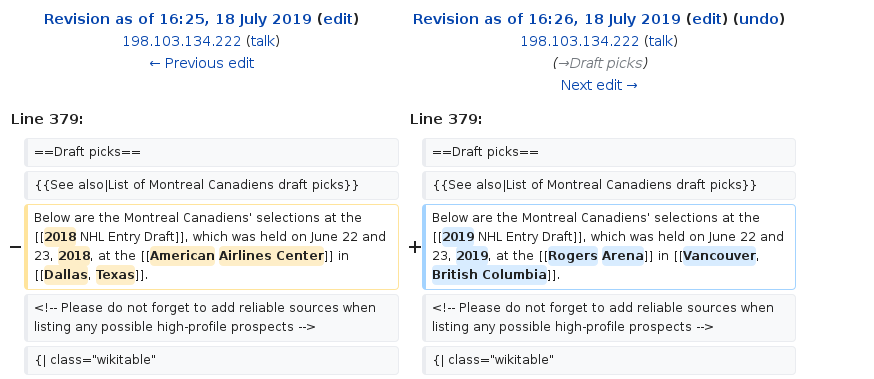 Revision as of 16:25, 18 July 2019 (edit)
198.103.134.222 (talk)
← Previous edit
Revision as of 16:26, 18 July 2019 (edit) (undo)
198.103.134.222 (talk)
(→Draft picks)
Next edit →
Line 379:
Line 379:
==Draft picks==
==Draft picks==
{{See also|List of Montreal Canadiens draft picks}}
{{See also|List of Montreal Canadiens draft picks}}
−
Below are the Montreal Canadiens' selections at the
[[2018 NHL Entry Draft]], which was held on June 22 and
23, 2018, at the [[American Airlines Center]] in
[[Dallas, Texas]].
+
Below are the Montreal Canadiens' selections at the
[[2019 NHL Entry Draft]], which was held on June 22 and
23, 2019, at the [[Rogers Arena]] in [[Vancouver,
British Columbia]].
<!-- Please do not forget to add reliable sources when
listing any possible high-profile prospects -->
<!-- Please do not forget to add reliable sources when
listing any possible high-profile prospects -->
{| class="wikitable"
{| class="wikitable"